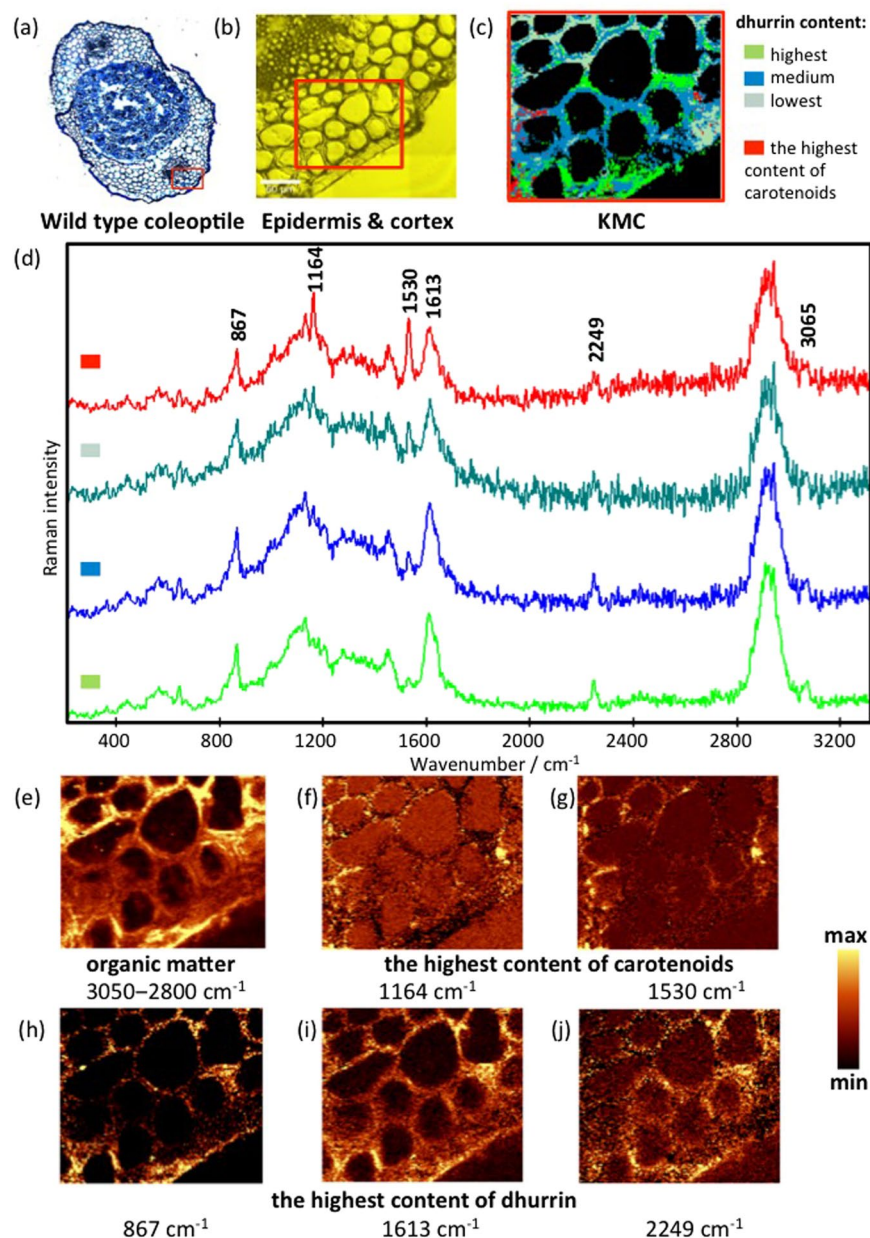 (a)
(b)
(c)
dhurrin content:
highest
medium
lowest
the highest
content of
carotenoids
Wild type coleoptile
Epidermis & cortex
KMC
(d)
867
1164
1530
1613
2249
3065
Raman intensity
400
800
1200
1600
2000
2400
2800
3200
Wavenumber / cm⁻¹
(e)
(f)
(g)
organic matter
the highest content of carotenoids
3050–2800 cm⁻¹
1164 cm⁻¹
1530 cm⁻¹
max
min
(h)
(i)
(j)
the highest content of dhurrin
867 cm⁻¹
1613 cm⁻¹
2249 cm⁻¹